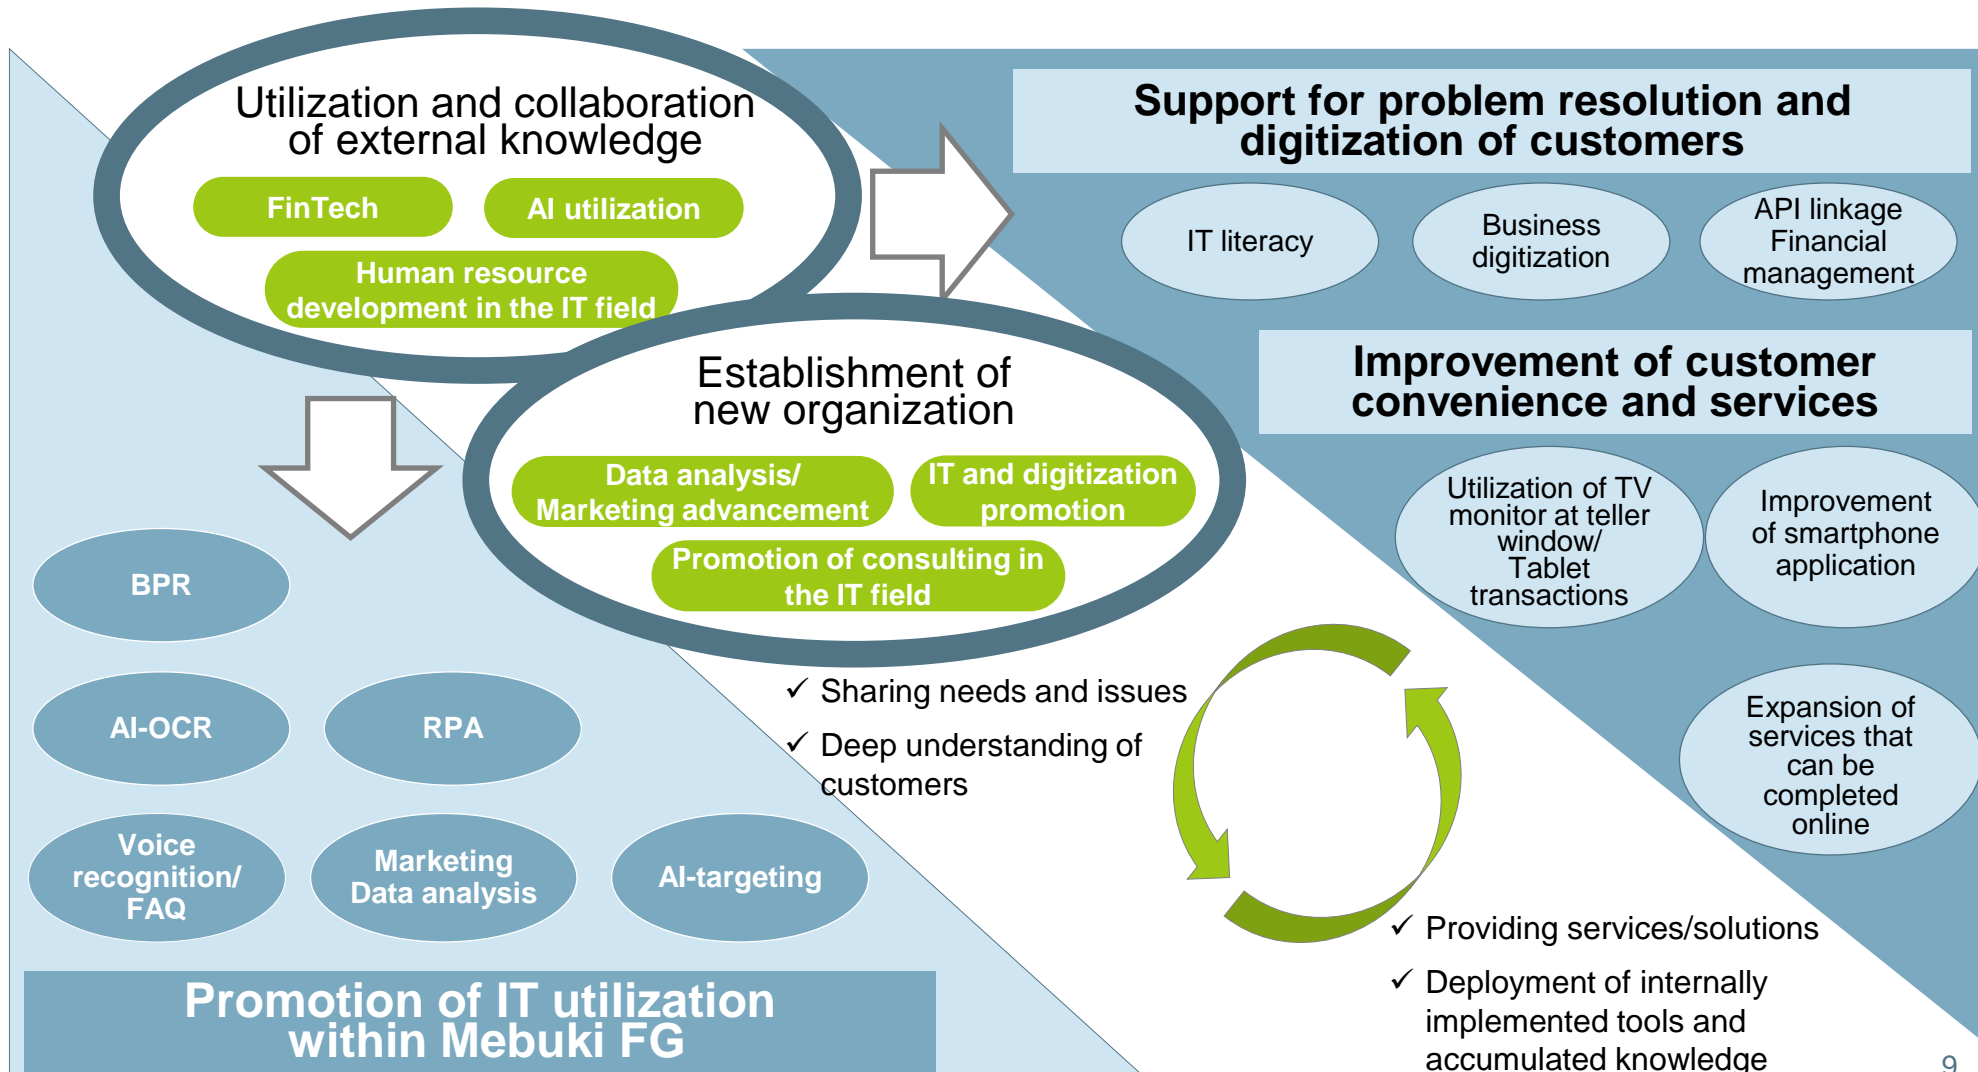 Utilization and collaboration
of external knowledge
FinTech
AI utilization
Human resource
development in the IT field
Support for problem resolution and
digitization of customers
IT literacy
Business
digitization
API linkage
Financial
management
Establishment of
new organization
Data analysis/
Marketing advancement
IT and digitization
promotion
Promotion of consulting in
the IT field
Improvement of customer
convenience and services
Utilization of TV
monitor at teller
window/
Tablet
transactions
Improvement
of smartphone
application
Expansion of
services that
can be
completed
online
BPR
AI-OCR
RPA
Voice
recognition/
FAQ
Marketing
Data analysis
AI-targeting
✓ Sharing needs and issues
✓ Deep understanding of
customers
✓ Providing services/solutions
✓ Deployment of internally
implemented tools and
accumulated knowledge
Promotion of IT utilization
within Mebuki FG
9